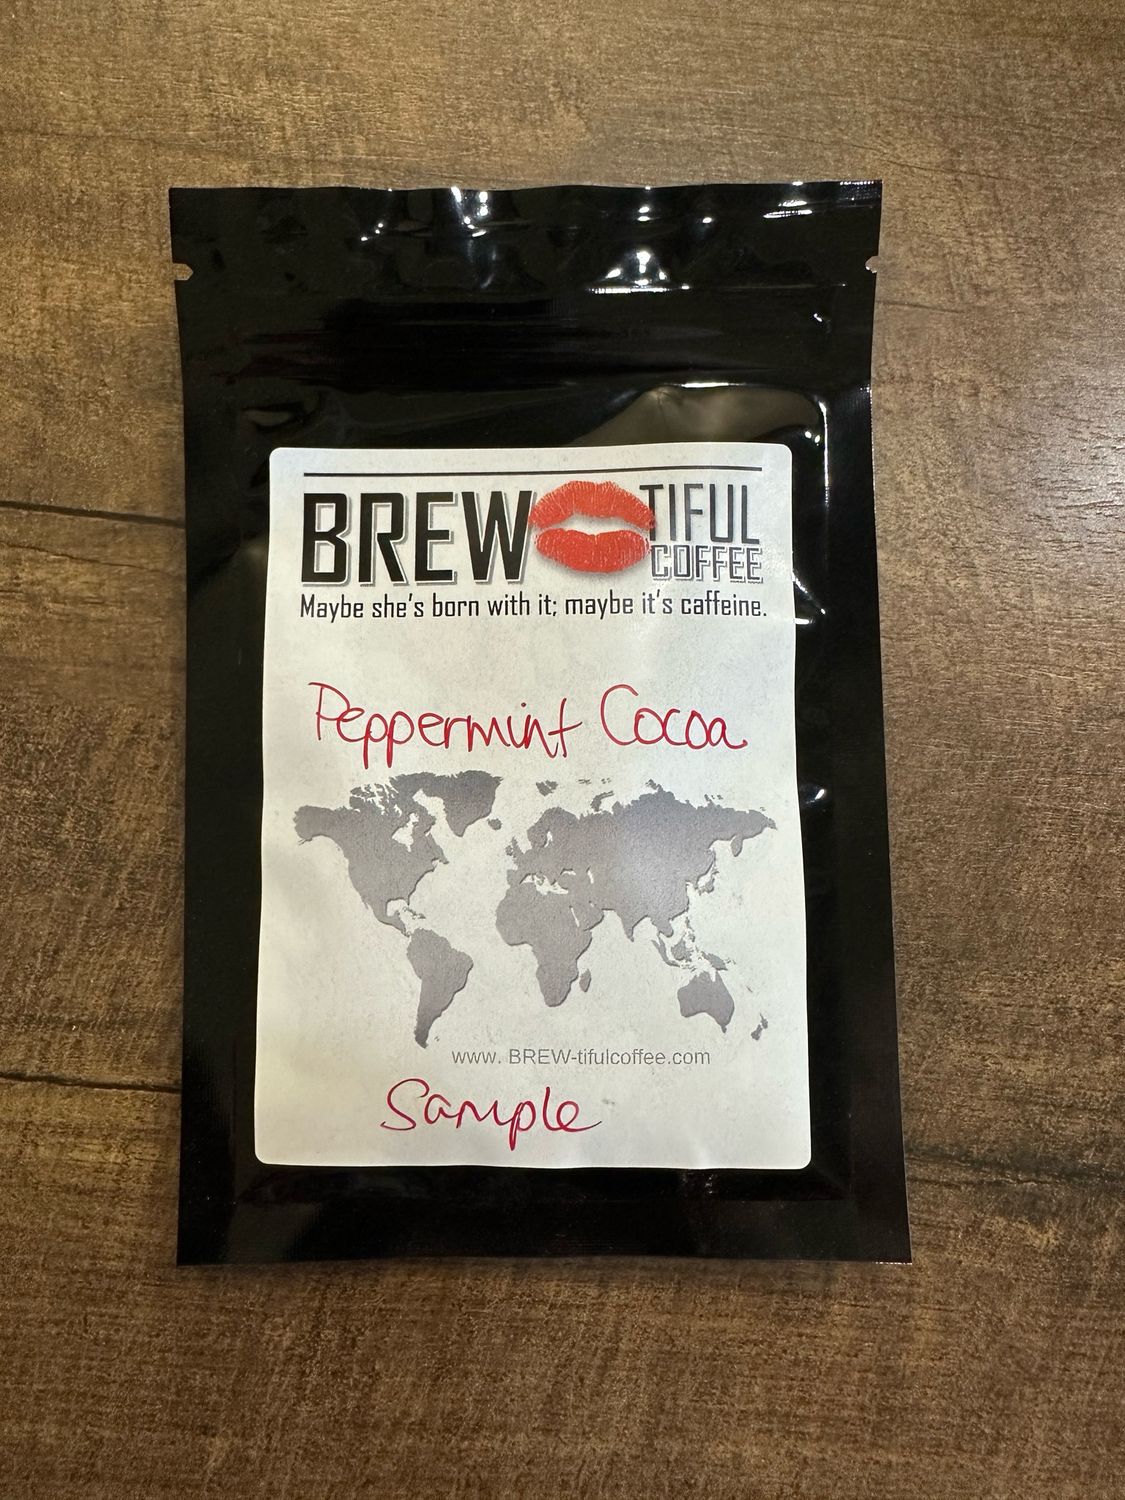 BREW TIFUL
COFFEE
Maybe she's born with it; maybe it's caffeine.
Peppermint Cocoa
www. BREW-tifulcoffee.com
Sample